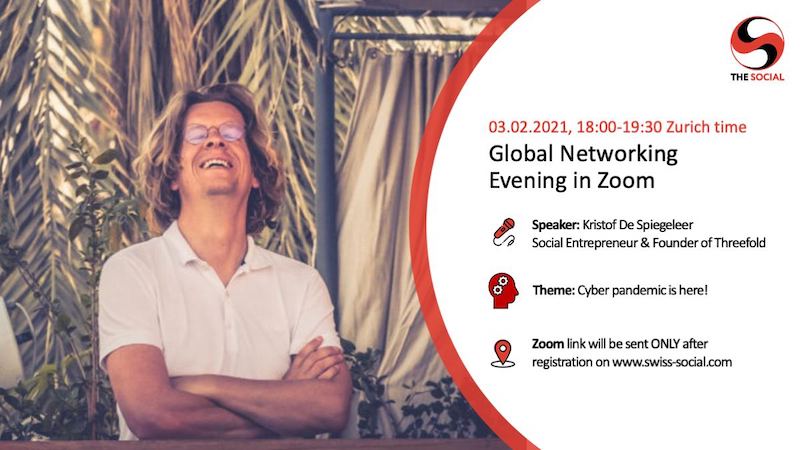 THE SOCIAL
03.02.2021, 18:00-19:30 Zurich time
Global Networking
Evening in Zoom
Speaker: Kristof De Spiegeleer
Social Entrepreneur & Founder of Threefold
Theme: Cyber pandemic is here!
Zoom link will be sent ONLY after
registration on www.swiss-social.com